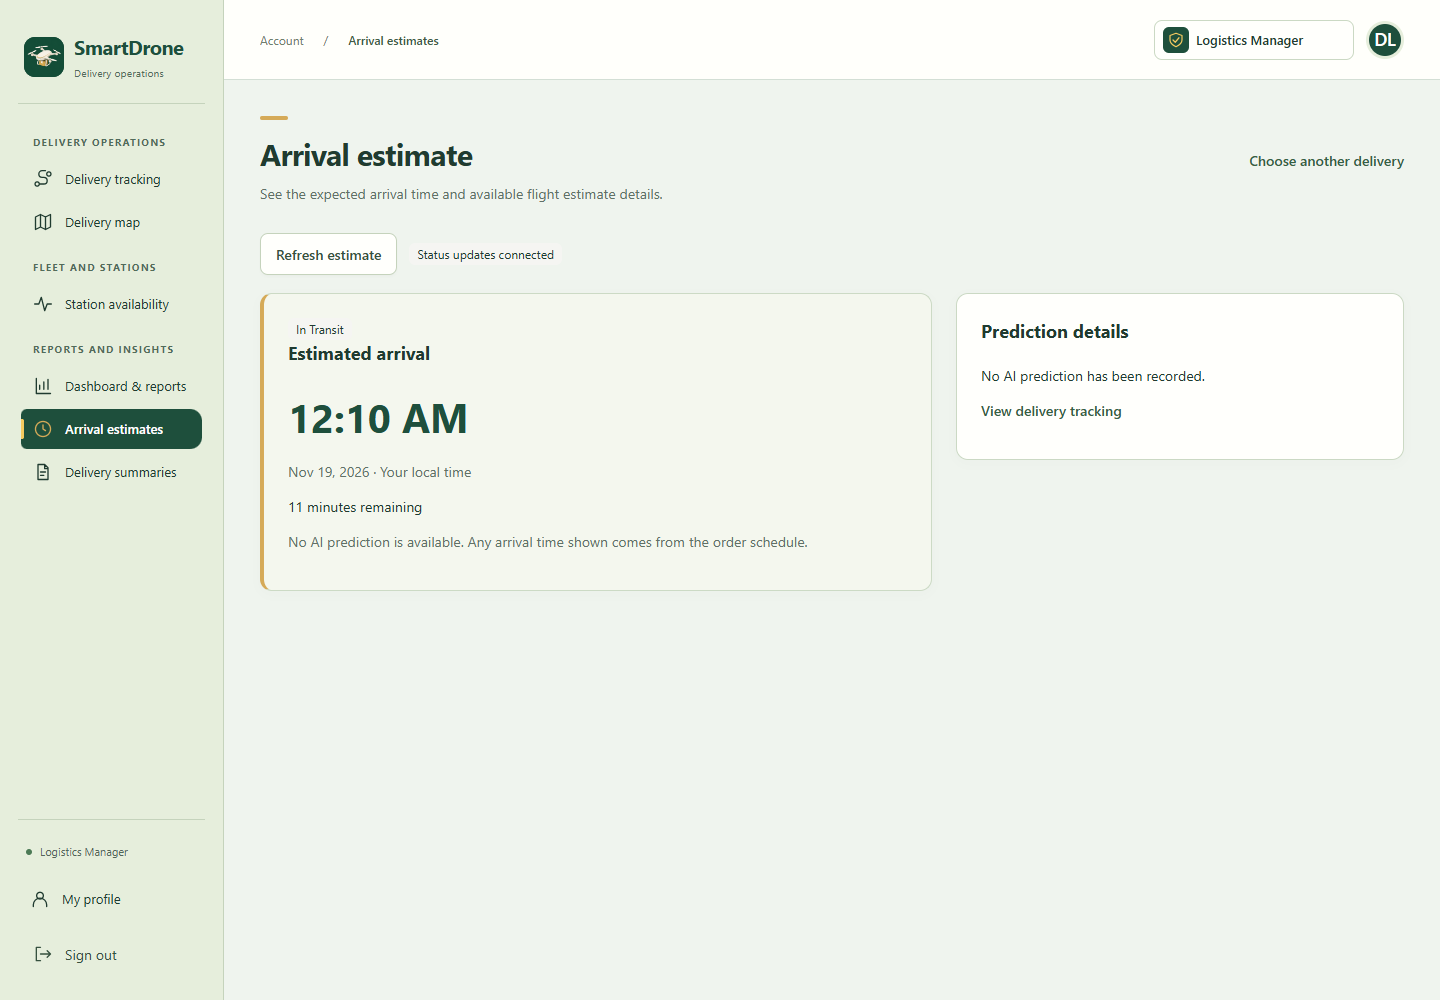 SmartDrone
Delivery operations
DELIVERY OPERATIONS
Delivery tracking
Delivery map
FLEET AND STATIONS
Station availability
REPORTS AND INSIGHTS
Dashboard & reports
Arrival estimates
Delivery summaries
Logistics Manager
My profile
Sign out
Account / Arrival estimates
Logistics Manager
DL
Arrival estimate
See the expected arrival time and available flight estimate details.
Choose another delivery
Refresh estimate
Status updates connected
In Transit
Estimated arrival
12:10 AM
Nov 19, 2026 · Your local time
11 minutes remaining
No AI prediction is available. Any arrival time shown comes from the order schedule.
Prediction details
No AI prediction has been recorded.
View delivery tracking